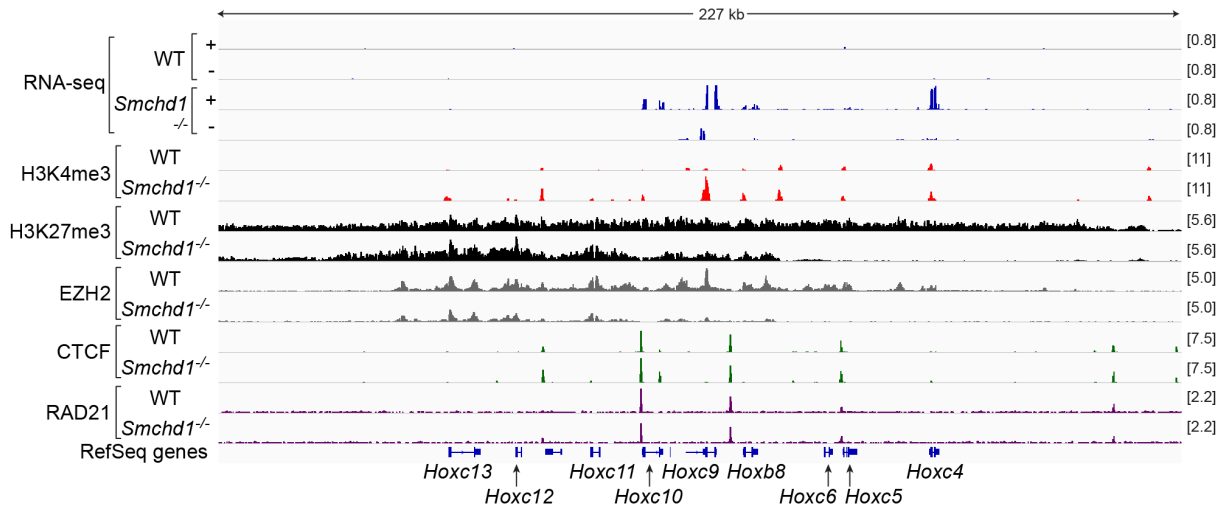 227 kb
RNA-seq
WT
+ [0.8]
- [0.8]
Smchd1 -/-
+ [0.8]
- [0.8]
H3K4me3
WT [11]
Smchd1-/- [11]
H3K27me3
WT [5.6]
Smchd1-/- [5.6]
EZH2
WT [5.0]
Smchd1-/- [5.0]
CTCF
WT [7.5]
Smchd1-/- [7.5]
RAD21
WT [2.2]
Smchd1-/- [2.2]
RefSeq genes
Hoxc13 Hoxc11 Hoxc9 Hoxb8 Hoxc4
Hoxc12 Hoxc10 Hoxc6 Hoxc5